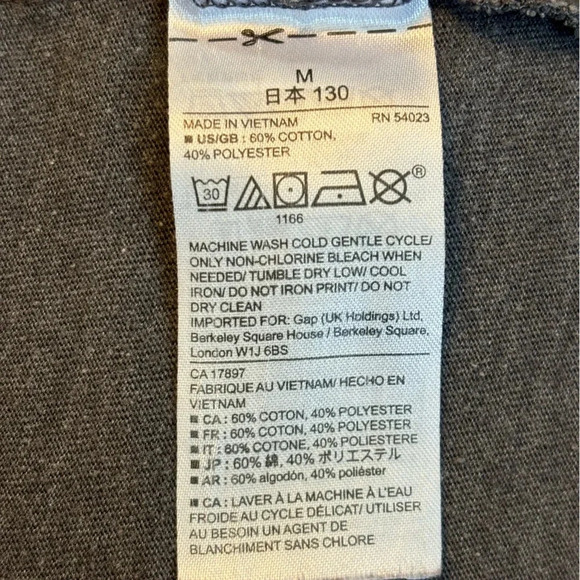 M
日本 130
MADE IN VIETNAM RN 54023
US/GB : 60% COTTON,
40% POLYESTER
30 ®
1166
MACHINE WASH COLD GENTLE CYCLE/
ONLY NON-CHLORINE BLEACH WHEN
NEEDED/ TUMBLE DRY LOW/ COOL
IRON/ DO NOT IRON PRINT/ DO NOT
DRY CLEAN
IMPORTED FOR: Gap (UK Holdings) Ltd,
Berkeley Square House / Berkeley Square,
London W1J 6BS
CA 17897
FABRIQUE AU VIETNAM/ HECHO EN
VIETNAM
CA : 60% COTON, 40% POLYESTER
FR : 60% COTON, 40% POLYESTER
IT : 60% COTONE, 40% POLIESTERE
JP : 60% 綿, 40% ポリエステル
AR : 60% algodón, 40% poliéster
CA : LAVER À LA MACHINE À L'EAU
FROIDE AU CYCLE DÉLICAT/ UTILISER
AU BESOIN UN AGENT DE
BLANCHIMENT SANS CHLORE